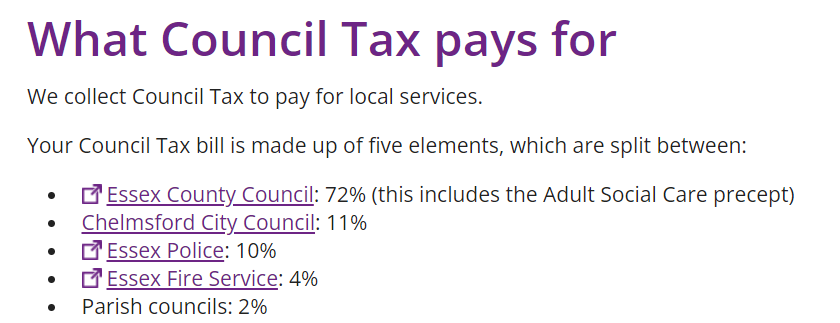 What Council Tax pays for
We collect Council Tax to pay for local services.
Your Council Tax bill is made up of five elements, which are split between:
• Essex County Council: 72% (this includes the Adult Social Care precept)
• Chelmsford City Council: 11%
• Essex Police: 10%
• Essex Fire Service: 4%
• Parish councils: 2%